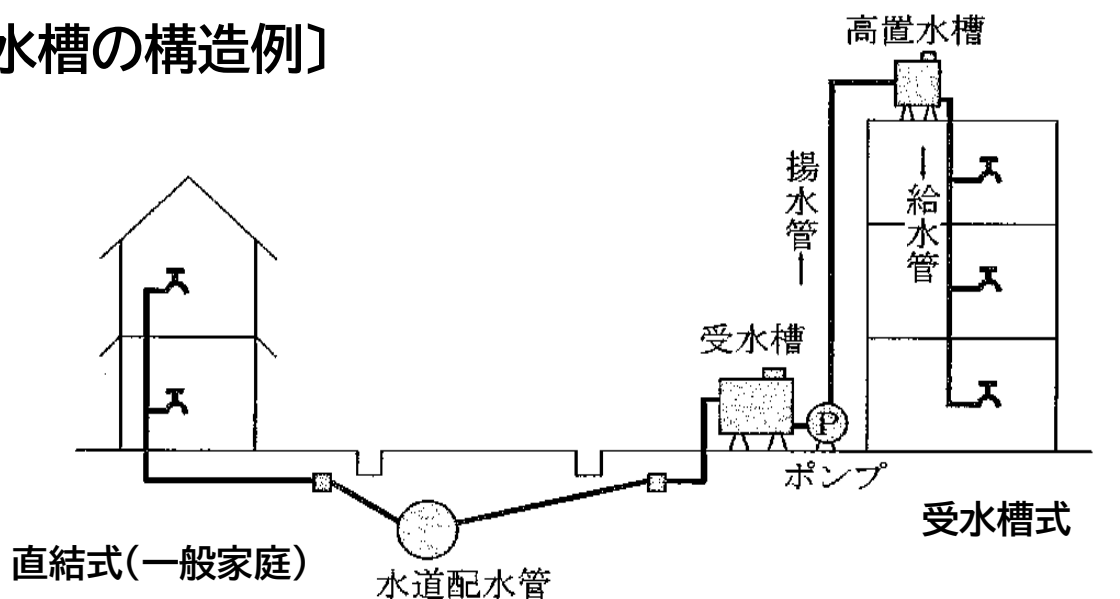 水槽の構造例〕
高置水槽
揚水管→
←給水管
受水槽
P
ポンプ
受水槽式
直結式(一般家庭)
水道配水管